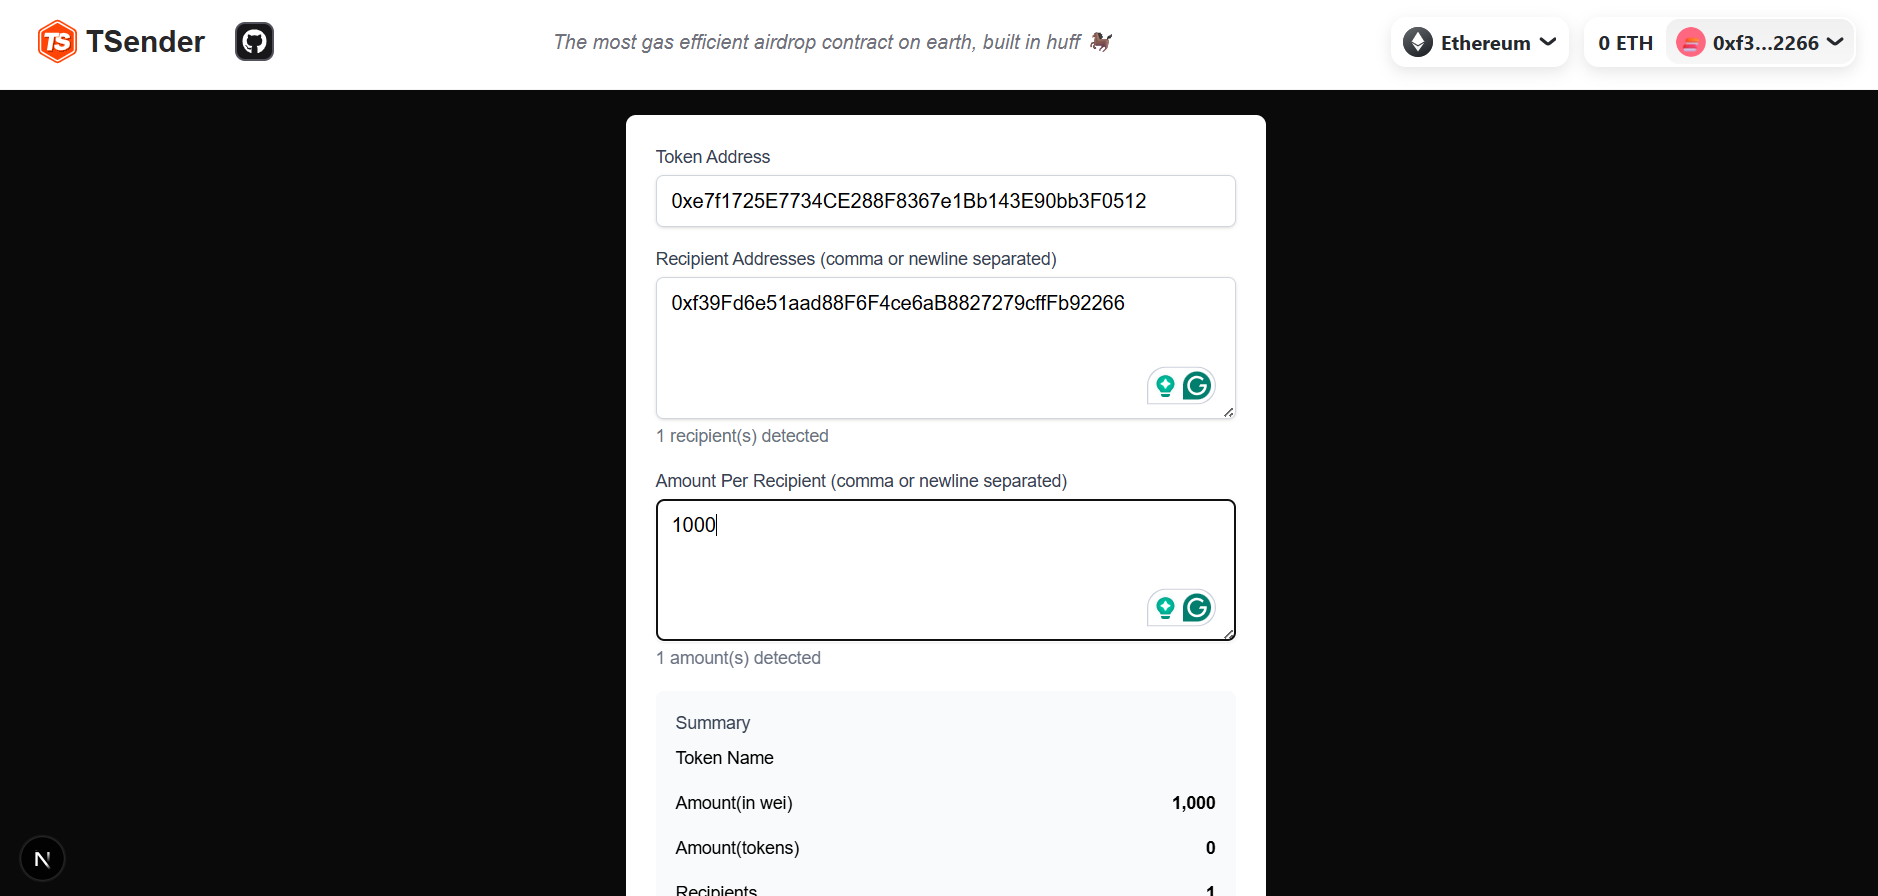 TS TSender
The most gas efficient airdrop contract on earth, built in huff
Ethereum
0 ETH
0xf3...2266
Token Address
0xe7f1725E7734CE288F8367e1Bb143E90bb3F0512
Recipient Addresses (comma or newline separated)
0xf39Fd6e51aad88F6F4ce6aB8827279cffFb92266
1 recipient(s) detected
Amount Per Recipient (comma or newline separated)
1000
1 amount(s) detected
Summary
Token Name
Amount(in wei) 1,000
Amount(tokens) 0
Recipients 1
N